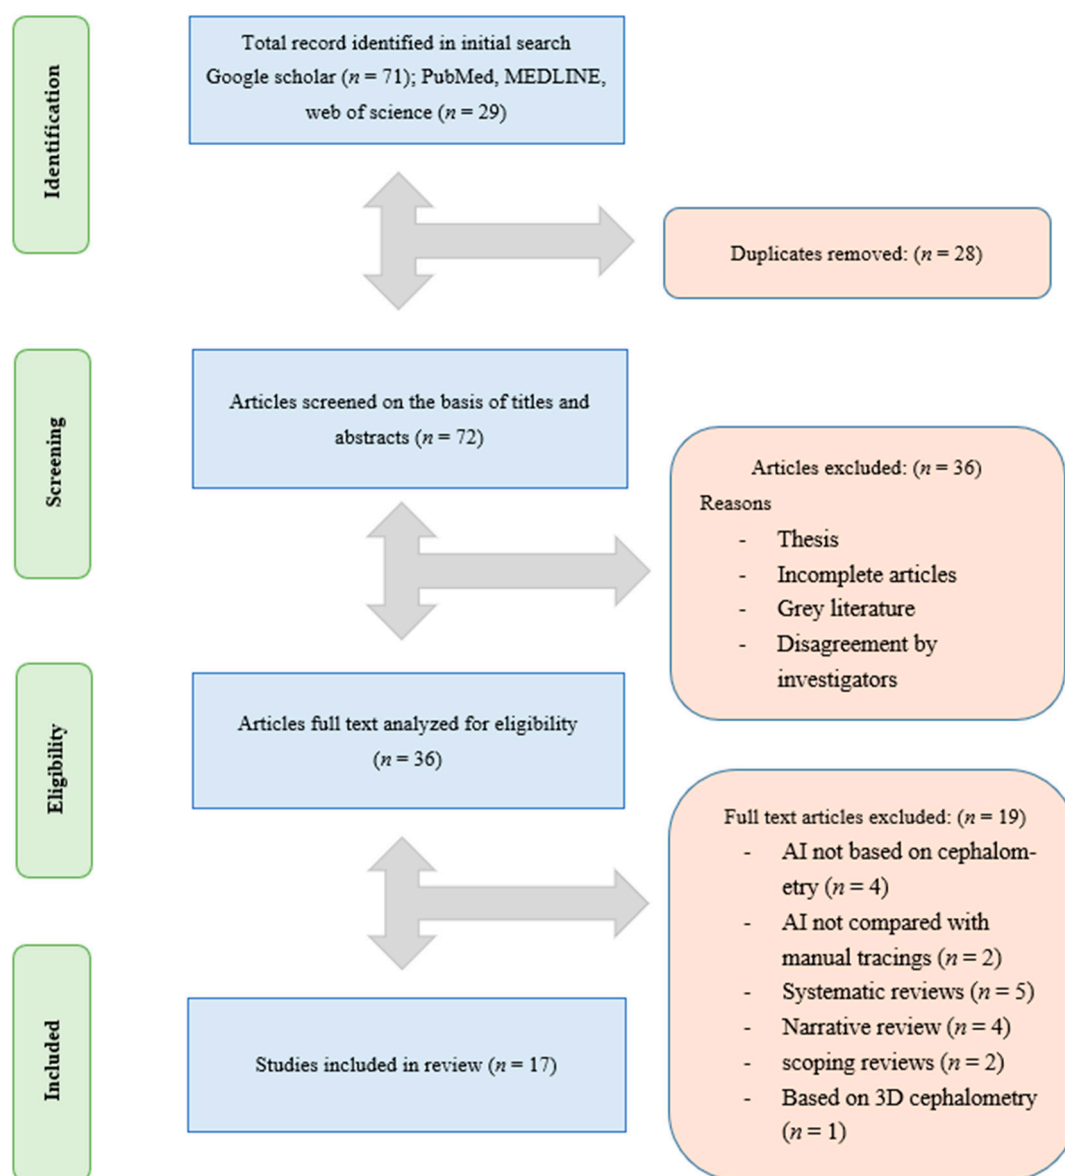 Identification
Total record identified in initial search
Google scholar (n = 71); PubMed, MEDLINE,
web of science (n = 29)
Duplicates removed: (n = 28)
Screening
Articles screened on the basis of titles and
abstracts (n = 72)
Articles excluded: (n = 36)
Reasons
- Thesis
- Incomplete articles
- Grey literature
- Disagreement by
investigators
Eligibility
Articles full text analyzed for eligibility
(n = 36)
Full text articles excluded: (n = 19)
- AI not based on cephalom-
etry (n = 4)
- AI not compared with
manual tracings (n = 2)
- Systematic reviews (n = 5)
- Narrative review (n = 4)
- scoping reviews (n = 2)
- Based on 3D cephalometry
(n = 1)
Included
Studies included in review (n = 17)